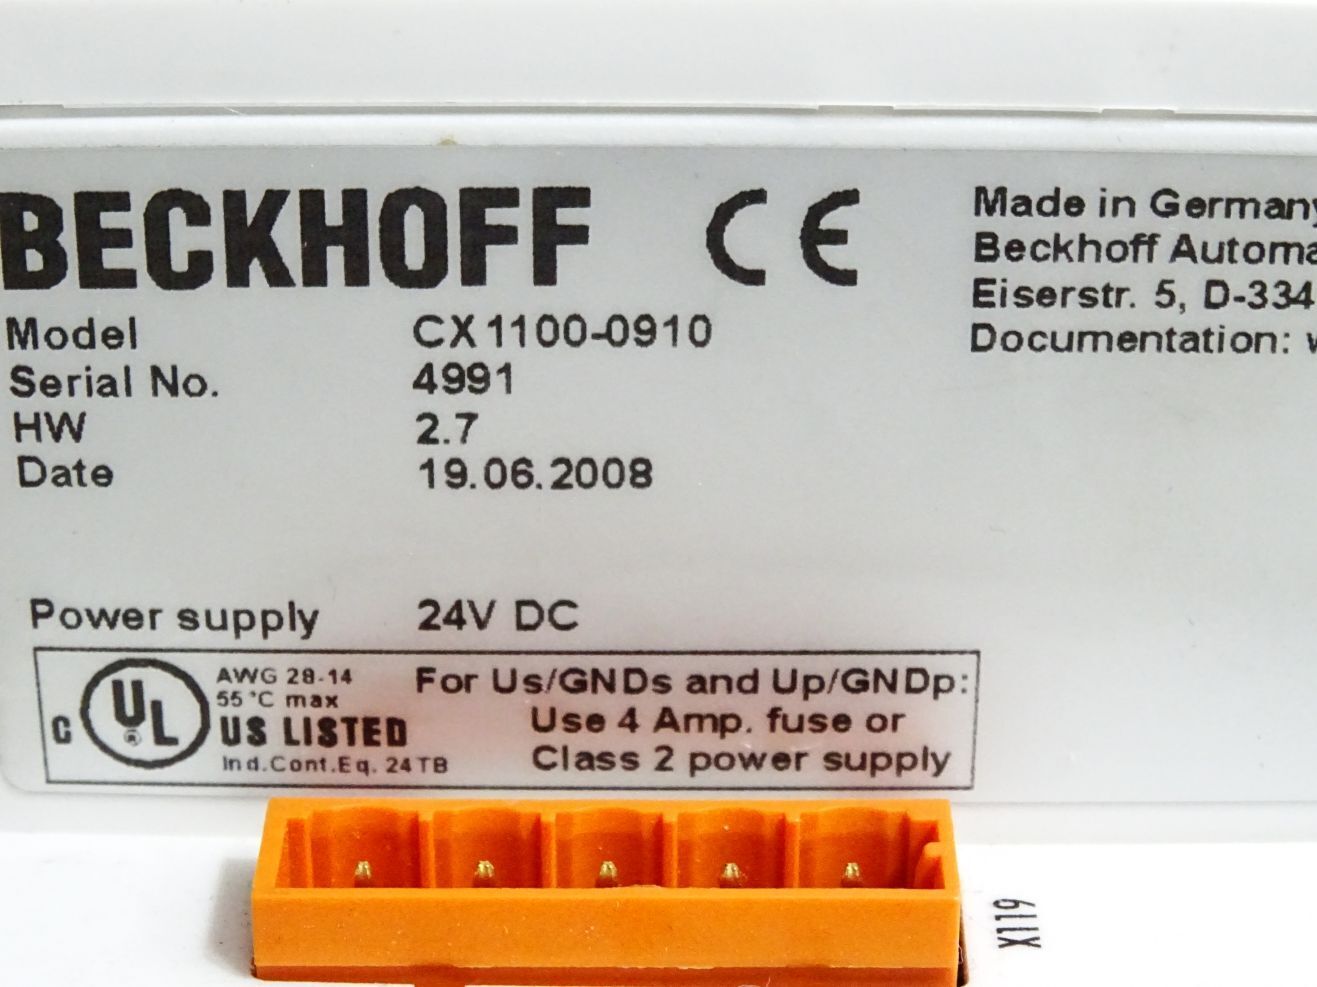 BECKHOFF CE
Made in Germany
Beckhoff Automa
Eiserstr. 5, D-334
Documentation: w
Model CX1100-0910
Serial No. 4991
HW 2.7
Date 19.06.2008
Power supply 24V DC
C UL ®
AWG 28-14
55°C max
US LISTED
Ind.Cont.Eq. 24TB
For Us/GNDs and Up/GNDp:
Use 4 Amp. fuse or
Class 2 power supply
X119